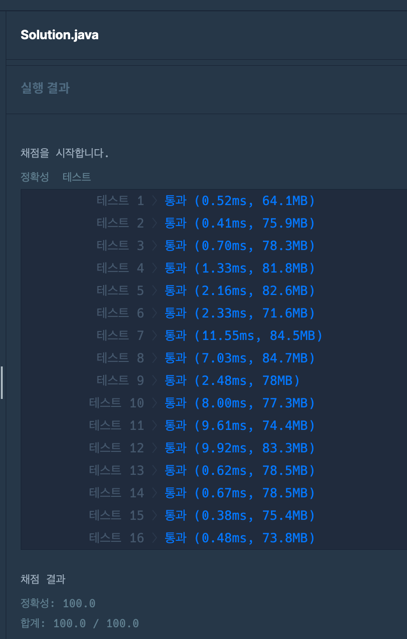 Solution.java
실행 결과
채점을 시작합니다.
정확성 테스트
테스트 1 > 통과 (0.52ms, 64.1MB)
테스트 2 > 통과 (0.41ms, 75.9MB)
테스트 3 > 통과 (0.70ms, 78.3MB)
테스트 4 > 통과 (1.33ms, 81.8MB)
테스트 5 > 통과 (2.16ms, 82.6MB)
테스트 6 > 통과 (2.33ms, 71.6MB)
테스트 7 > 통과 (11.55ms, 84.5MB)
테스트 8 > 통과 (7.03ms, 84.7MB)
테스트 9 > 통과 (2.48ms, 78MB)
테스트 10 > 통과 (8.00ms, 77.3MB)
테스트 11 > 통과 (9.61ms, 74.4MB)
테스트 12 > 통과 (9.92ms, 83.3MB)
테스트 13 > 통과 (0.62ms, 78.5MB)
테스트 14 > 통과 (0.67ms, 78.5MB)
테스트 15 > 통과 (0.38ms, 75.4MB)
테스트 16 > 통과 (0.48ms, 73.8MB)
채점 결과
정확성: 100.0
합계: 100.0 / 100.0